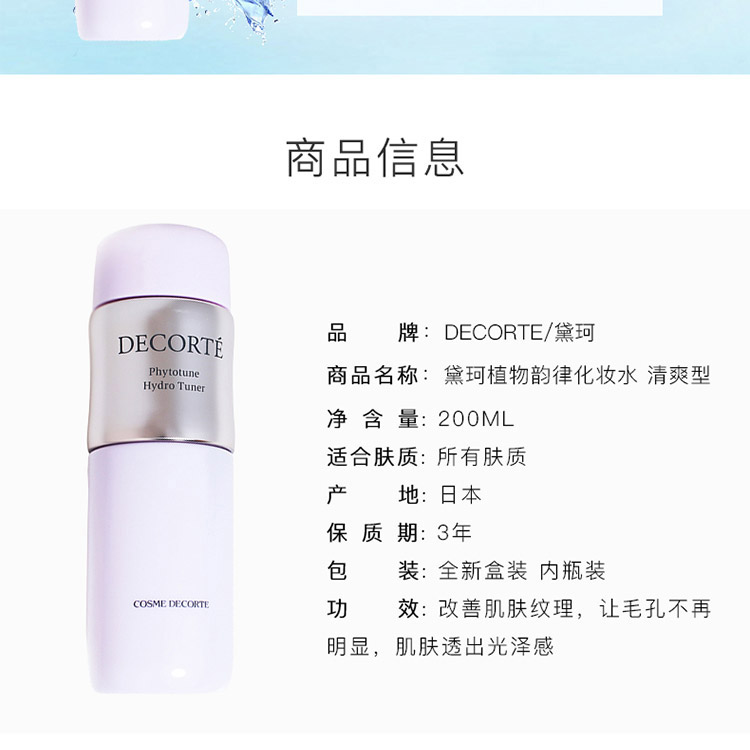 商品信息
DECORTÉ
Phytotune
Hydro Tuner
COSME DECORTE
品 牌: DECORTE/黛珂
商品名称: 黛珂植物韵律化妆水 清爽型
净 含 量: 200ML
适合肤质: 所有肤质
产 地: 日本
保 质 期: 3年
包 装: 全新盒装 内瓶装
功 效: 改善肌肤纹理，让毛孔不再
明显，肌肤透出光泽感